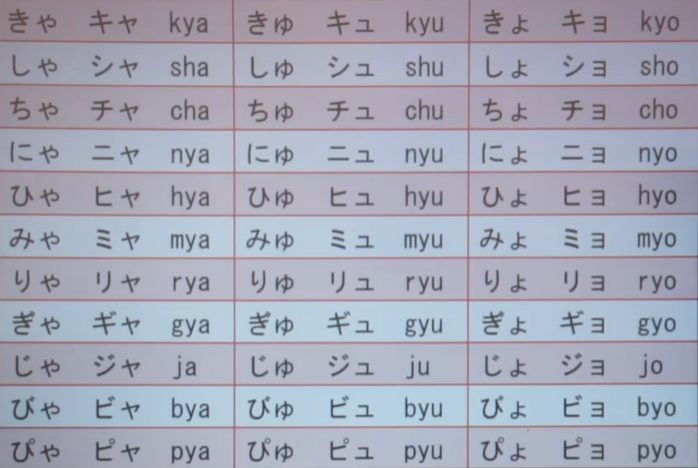 きゃ キャ kya きゅ キュ kyu きょ キョ kyo
しゃ シャ sha しゅ シュ shu しょ ショ sho
ちゃ チャ cha ちゅ チュ chu ちょ チョ cho
にゃ ニャ nya にゅ ニュ nyu にょ ニョ nyo
ひゃ ヒャ hya ひゅ ヒュ hyu ひょ ヒョ hyo
みゃ ミャ mya みゅ ミュ myu みょ ミョ myo
りゃ リャ rya りゅ リュ ryu りょ リョ ryo
ぎゃ ギャ gya ぎゅ ギュ gyu ぎょ ギョ gyo
じゃ ジャ ja じゅ ジュ ju じょ ジョ jo
びゃ ビャ bya びゅ ビュ byu びょ ビョ byo
ぴゃ ピャ pya ぴゅ ピュ pyu ぴょ ピョ pyo